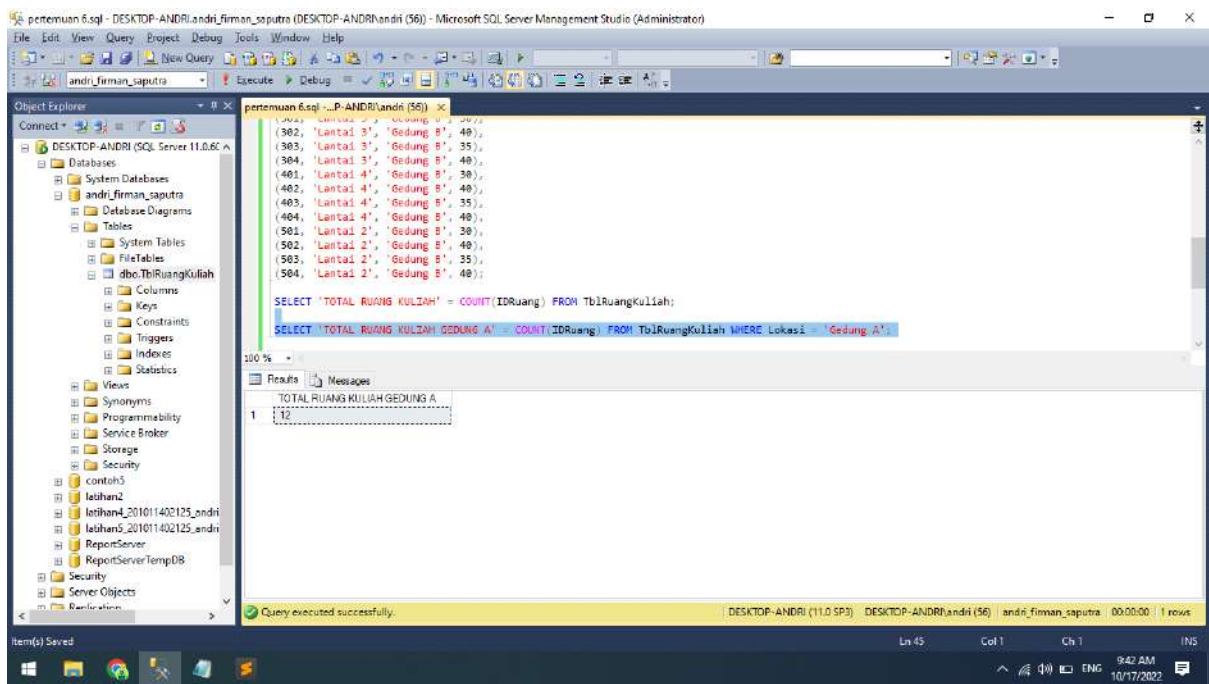 pertemuan 6.sql - DESKTOP-ANDRI.andri_firman_saputra (DESKTOP-ANDRI\andri (56)) - Microsoft SQL Server Management Studio (Administrator)
File Edit View Query Project Debug Tools Window Help
New Query
andri_firman_saputra Execute Debug
Object Explorer
Connect
DESKTOP-ANDRI (SQL Server 11.0.60
Databases
System Databases
andri_firman_saputra
Database Diagrams
Tables
System Tables
FileTables
dbo.TblRuangKuliah
Columns
Keys
Constraints
Triggers
Indexes
Statistics
Views
Synonyms
Programmability
Service Broker
Storage
Security
contoh5
latihan2
latihan4_201011402125_andri
latihan5_201011402125_andri
ReportServer
ReportServerTempDB
Security
Server Objects
Replication
pertemuan 6.sql -...P-ANDRI\andri (56))
(302, 'Lantai 3', 'Gedung B', 40),
(303, 'Lantai 3', 'Gedung B', 35),
(304, 'Lantai 3', 'Gedung B', 40),
(401, 'Lantai 4', 'Gedung B', 30),
(402, 'Lantai 4', 'Gedung B', 40),
(403, 'Lantai 4', 'Gedung B', 35),
(404, 'Lantai 4', 'Gedung B', 40),
(501, 'Lantai 2', 'Gedung B', 30),
(502, 'Lantai 2', 'Gedung B', 40),
(503, 'Lantai 2', 'Gedung B', 35),
(504, 'Lantai 2', 'Gedung B', 40);
SELECT 'TOTAL RUANG KULIAH' = COUNT(IDRuang) FROM TblRuangKuliah;
SELECT 'TOTAL RUANG KULIAH GEDUNG A' = COUNT(IDRuang) FROM TblRuangKuliah WHERE Lokasi = 'Gedung A';
100 %
Results Messages
TOTAL RUANG KULIAH GEDUNG A
1 12
Query executed successfully. DESKTOP-ANDRI (11.0 SP3) DESKTOP-ANDRI\andri (56) andri_firman_saputra 00:00:00 1 rows
Item(s) Saved Ln 45 Col 1 Ch 1 INS
ENG 9:42 AM
10/17/2022